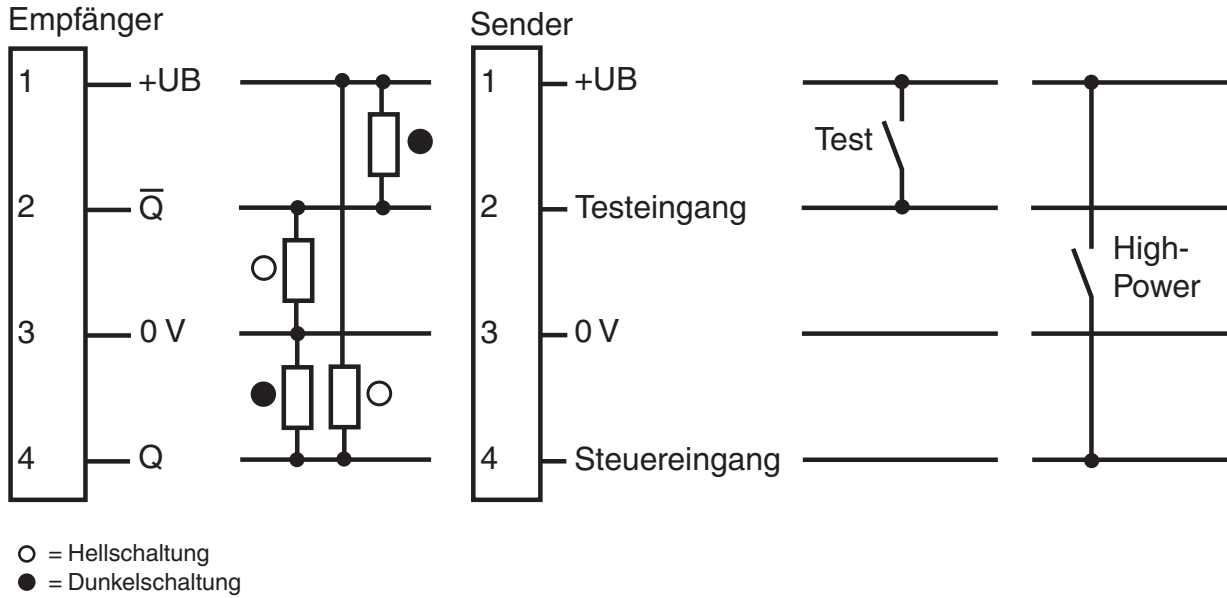 Empfänger
1 +UB
2 Q̅
3 0 V
4 Q
Sender
1 +UB
2 Testeingang
3 0 V
4 Steuereingang
Test
High-
Power
= Hellschaltung
= Dunkelschaltung